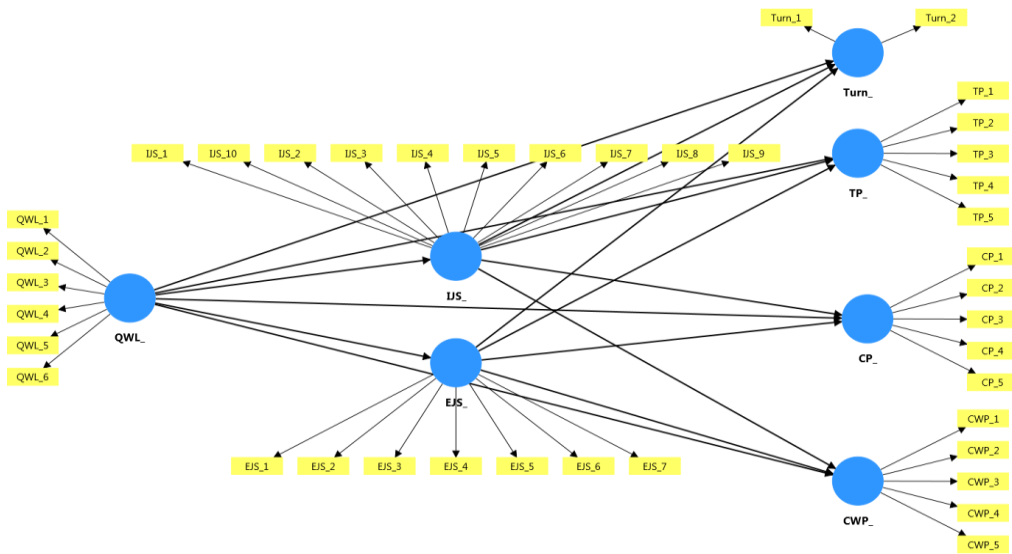 Turn_1
Turn_2
Turn_
TP_1
TP_2
TP_3
TP_4
TP_5
TP_
IJS_1
IJS_10
IJS_2
IJS_3
IJS_4
IJS_5
IJS_6
IJS_7
IJS_8
IJS_9
IJS_
QWL_1
QWL_2
QWL_3
QWL_4
QWL_5
QWL_6
QWL_
CP_1
CP_2
CP_3
CP_4
CP_5
CP_
EJS_
EJS_1
EJS_2
EJS_3
EJS_4
EJS_5
EJS_6
EJS_7
CWP_1
CWP_2
CWP_3
CWP_4
CWP_5
CWP_